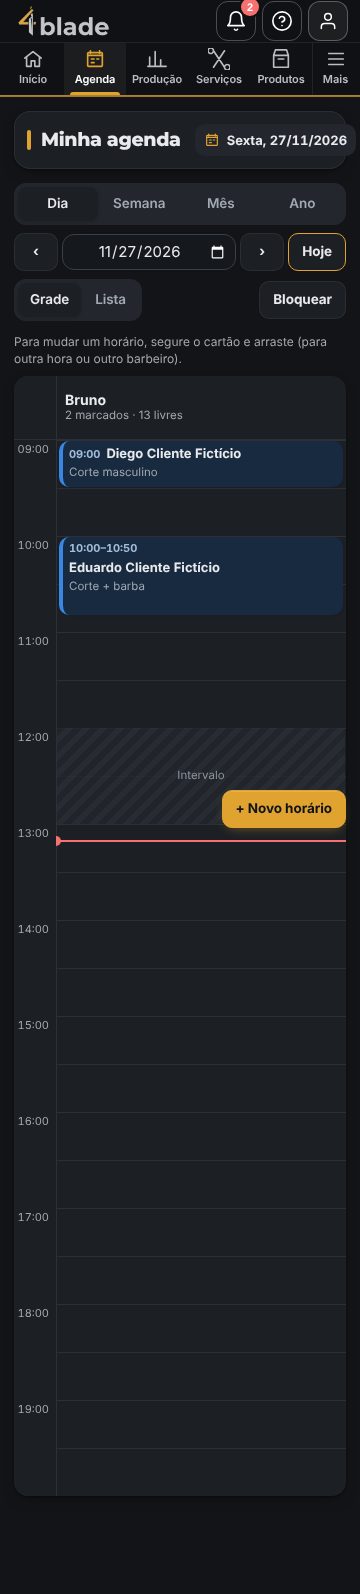 4blade
2
Início
Agenda
Produção
Serviços
Produtos
Mais
Minha agenda
Sexta, 27/11/2026
Dia
Semana
Mês
Ano
‹
11/27/2026
›
Hoje
Grade
Lista
Bloquear
Para mudar um horário, segure o cartão e arraste (para
outra hora ou outro barbeiro).
Bruno
2 marcados · 13 livres
09:00
09:00 Diego Cliente Fictício
Corte masculino
10:00
10:00–10:50
Eduardo Cliente Fictício
Corte + barba
11:00
12:00
Intervalo
+ Novo horário
13:00
14:00
15:00
16:00
17:00
18:00
19:00